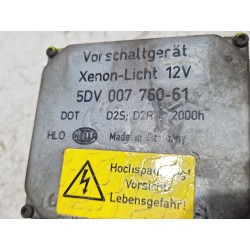 Vorschaltgerät
Xenon-Licht 12V
5DV 007 760-61
DOT D2S; D2R 2000h
HLO HELLA Made in Germany
Hochspannung!
Vorsicht
Lebensgefahr!